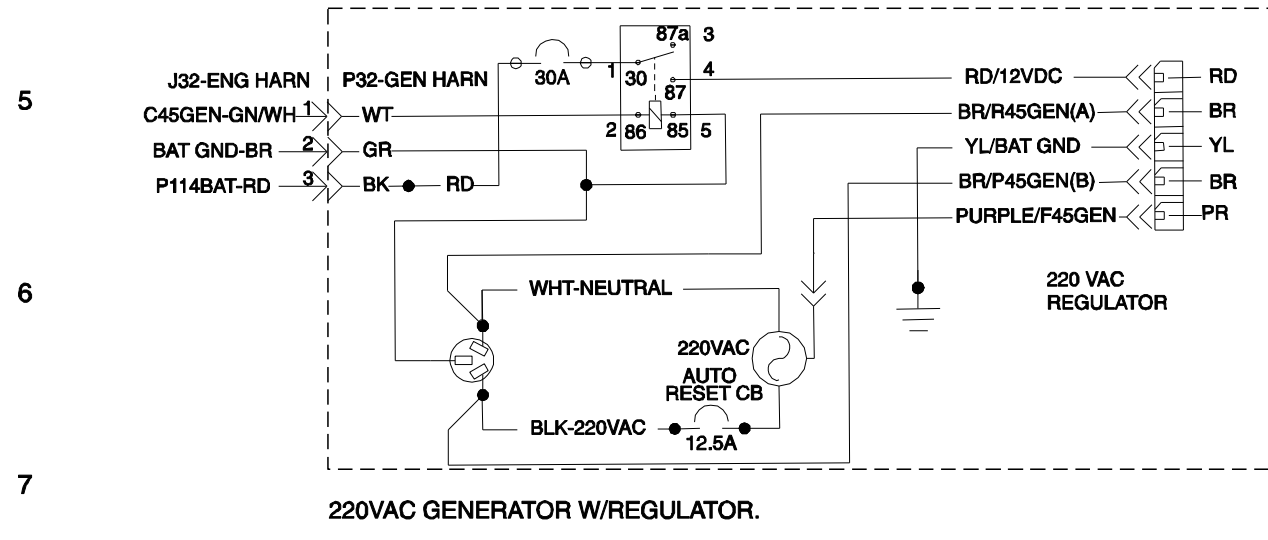 87a 3
J32-ENG HARN P32-GEN HARN 30A 1 30 4 RD/12VDC RD
87
5 C45GEN-GN/WH 1 WT 2 86 85 5 BR/R45GEN(A) BR
BAT GND-BR 2 GR YL/BAT GND YL
P114BAT-RD 3 BK RD BR/P45GEN(B) BR
PURPLE/F45GEN PR
6 WHT-NEUTRAL 220 VAC
REGULATOR
220VAC
AUTO
RESET CB
BLK-220VAC 12.5A
7
220VAC GENERATOR W/REGULATOR.